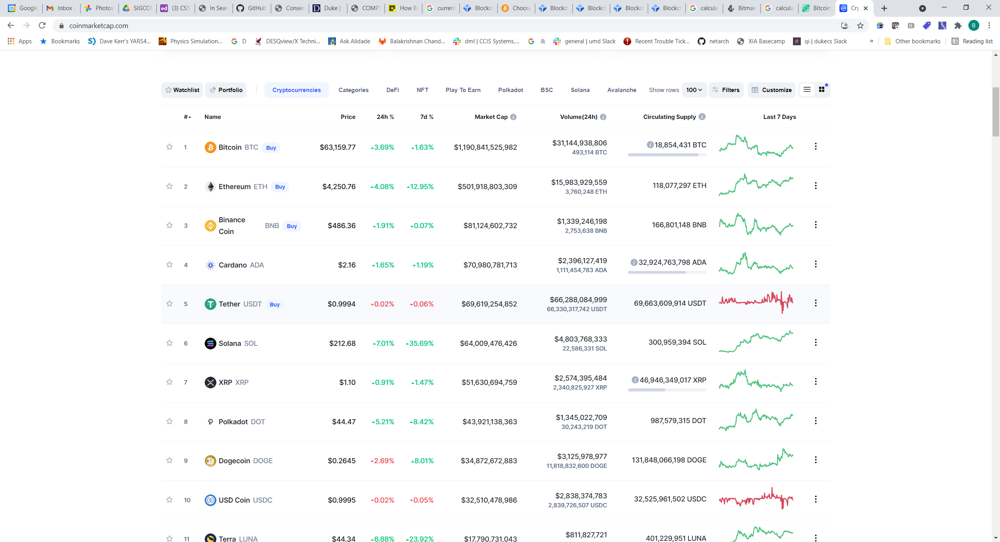 Google Inbox - Photos SIGCOM (3) CS5 In Sear GitHub Consen Duke | COMPS How Bi current Blockch Choose Blockch Blockch Blockch Blockch calcula Bitmain calcula Bitcoin Cry
coinmarketcap.com
Apps Bookmarks Dave Kerr's YARS4... Physics Simulation... D DESQview/X Techni... Ask Alidade Balakrishnan Chand... dml | CCIS Systems,... & general | umd Slack Recent Trouble Tick... netarch XIA Basecamp qi | dukecs Slack » Other bookmarks Reading list
Watchlist Portfolio Cryptocurrencies Categories DeFi NFT Play To Earn Polkadot BSC Solana Avalanche Show rows 100 Filters Customize
# Name Price 24h % 7d % Market Cap Volume(24h) Circulating Supply Last 7 Days
1 Bitcoin BTC Buy $63,159.77 3.69% 1.63% $1,190,841,525,982 $31,144,938,806 18,854,431 BTC
493,114 BTC
2 Ethereum ETH Buy $4,250.76 4.08% 12.95% $501,918,803,309 $15,983,929,559 118,077,297 ETH
3,760,248 ETH
3 Binance Coin BNB Buy $486.36 1.91% 0.07% $81,124,602,732 $1,339,246,198 166,801,148 BNB
2,753,638 BNB
4 Cardano ADA $2.16 1.65% 1.19% $70,980,781,713 $2,396,127,419 32,924,763,798 ADA
1,111,454,783 ADA
5 Tether USDT Buy $0.9994 0.02% 0.06% $69,619,254,852 $66,288,084,999 69,663,609,914 USDT
66,330,317,742 USDT
6 Solana SOL $212.68 7.01% 35.69% $64,009,476,426 $4,803,768,333 300,959,394 SOL
22,586,331 SOL
7 XRP XRP $1.10 0.91% 1.47% $51,630,694,759 $2,574,395,484 46,946,349,017 XRP
2,340,825,927 XRP
8 Polkadot DOT $44.47 5.21% 8.42% $43,921,138,363 $1,345,022,709 987,579,315 DOT
30,243,219 DOT
9 Dogecoin DOGE $0.2645 2.69% 8.01% $34,872,672,883 $3,125,978,977 131,848,066,198 DOGE
11,818,832,600 DOGE
10 USD Coin USDC $0.9995 0.02% 0.05% $32,510,478,986 $2,838,374,783 32,525,961,502 USDC
2,839,726,507 USDC
11 Terra LUNA $44.34 6.88% 23.92% $17,790,731,043 $811,827,721 401,229,951 LUNA